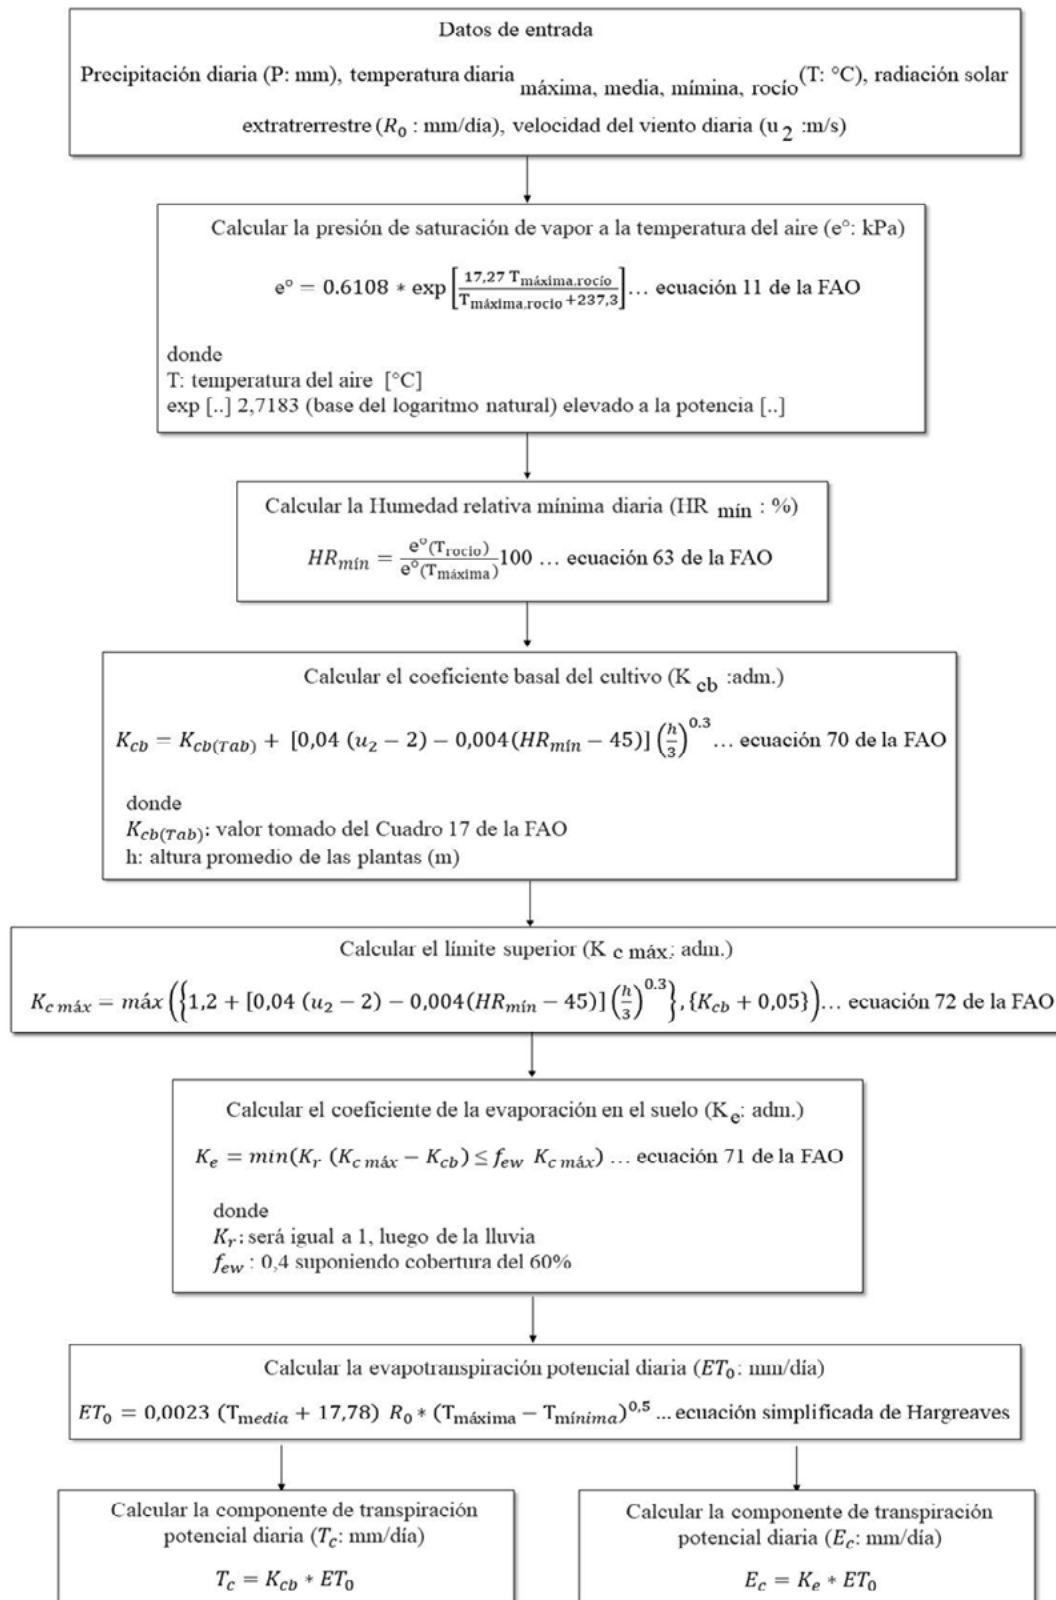 Datos de entrada
Precipitación diaria (P: mm), temperatura diaria máxima, media, mímina, rocío (T: °C), radiación solar
extratrerrestre (R₀ : mm/día), velocidad del viento diaria (u ₂ :m/s)
Calcular la presión de saturación de vapor a la temperatura del aire (e°: kPa)
e° = 0.6108 ∗ exp [17,27 Tmáxima,rocío / Tmáxima,rocío +237,3]… ecuación 11 de la FAO
donde
T: temperatura del aire [°C]
exp [..] 2,7183 (base del logaritmo natural) elevado a la potencia [..]
Calcular la Humedad relativa mínima diaria (HR mín : %)
HRmín = e°(Trocío) / e°(Tmáxima) 100 … ecuación 63 de la FAO
Calcular el coeficiente basal del cultivo (K cb :adm.)
Kcb = Kcb(Tab) + [0,04 (u₂ − 2) − 0,004(HRmín − 45)] (h/3)^0.3 … ecuación 70 de la FAO
donde
Kcb(Tab): valor tomado del Cuadro 17 de la FAO
h: altura promedio de las plantas (m)
Calcular el límite superior (K c máx: adm.)
Kc máx = máx ({1,2 + [0,04 (u₂ − 2) − 0,004(HRmín − 45)] (h/3)^0.3}, {Kcb + 0,05})… ecuación 72 de la FAO
Calcular el coeficiente de la evaporación en el suelo (Ke: adm.)
Ke = min(Kr (Kc máx − Kcb) ≤ few Kc máx) … ecuación 71 de la FAO
donde
Kr: será igual a 1, luego de la lluvia
few : 0,4 suponiendo cobertura del 60%
Calcular la evapotranspiración potencial diaria (ET₀: mm/día)
ET₀ = 0,0023 (Tmedia + 17,78) R₀ ∗ (Tmáxima − Tmínima)^0,5 ... ecuación simplificada de Hargreaves
Calcular la componente de transpiración
potencial diaria (Tc: mm/día)
Tc = Kcb ∗ ET₀
Calcular la componente de transpiración
potencial diaria (Ec: mm/día)
Ec = Ke ∗ ET₀